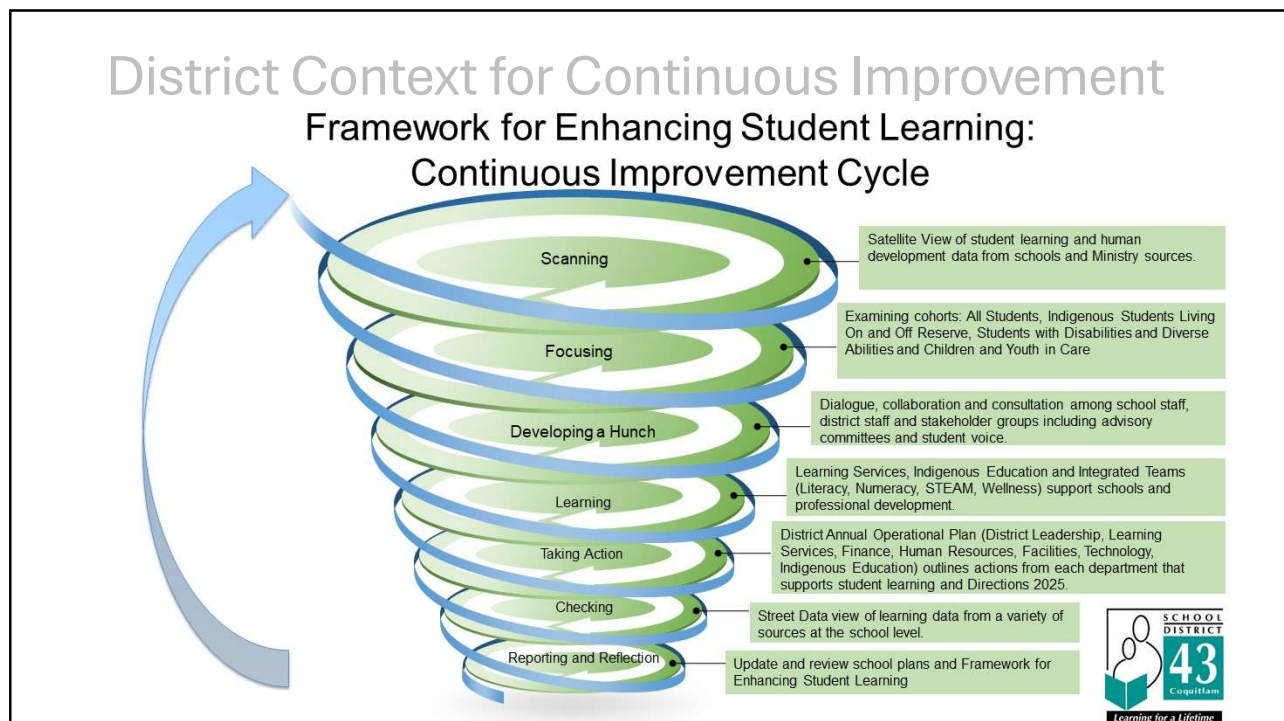 District Context for Continuous Improvement
Framework for Enhancing Student Learning:
Continuous Improvement Cycle
Scanning
Satellite View of student learning and human
development data from schools and Ministry sources.
Focusing
Examining cohorts: All Students, Indigenous Students Living
On and Off Reserve, Students with Disabilities and Diverse
Abilities and Children and Youth in Care
Developing a Hunch
Dialogue, collaboration and consultation among school staff,
district staff and stakeholder groups including advisory
committees and student voice.
Learning
Learning Services, Indigenous Education and Integrated Teams
(Literacy, Numeracy, STEAM, Wellness) support schools and
professional development.
Taking Action
District Annual Operational Plan (District Leadership, Learning
Services, Finance, Human Resources, Facilities, Technology,
Indigenous Education) outlines actions from each department that
supports student learning and Directions 2025.
Checking
Street Data view of learning data from a variety of
sources at the school level.
Reporting and Reflection
Update and review school plans and Framework for
Enhancing Student Learning
SCHOOL
DISTRICT
43
Coquitlam
Learning for a Lifetime